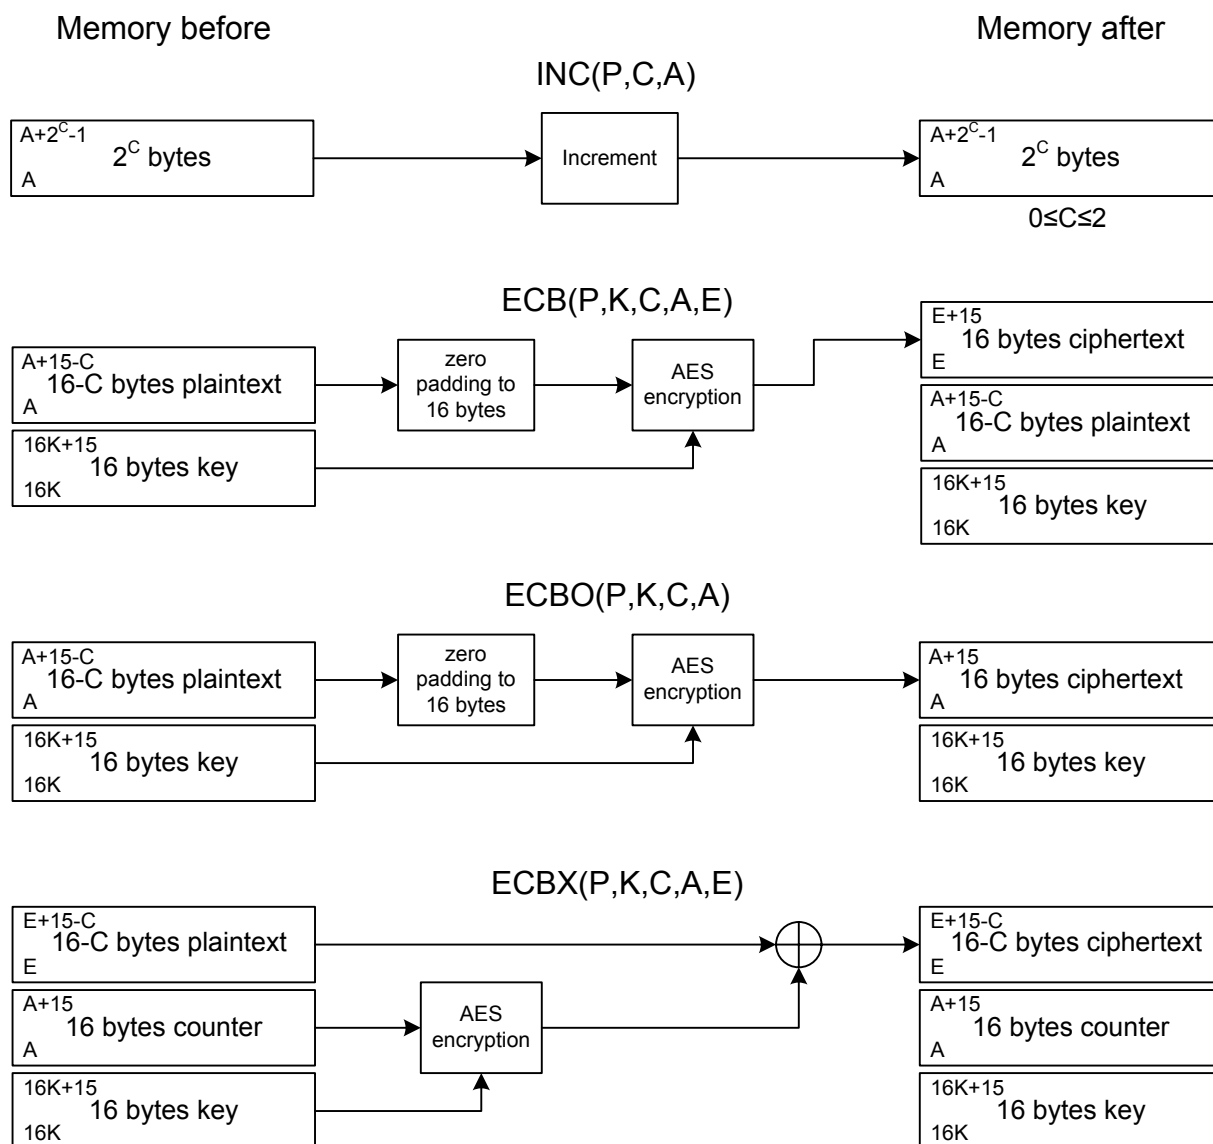 Memory before
Memory after
INC(P,C,A)
A+2^C-1
2^C bytes
A
Increment
A+2^C-1
2^C bytes
A
0≤C≤2
ECB(P,K,C,A,E)
A+15-C
16-C bytes plaintext
A
16K+15
16 bytes key
16K
zero
padding to
16 bytes
AES
encryption
E+15
16 bytes ciphertext
E
A+15-C
16-C bytes plaintext
A
16K+15
16 bytes key
16K
ECBO(P,K,C,A)
A+15-C
16-C bytes plaintext
A
16K+15
16 bytes key
16K
zero
padding to
16 bytes
AES
encryption
A+15
16 bytes ciphertext
A
16K+15
16 bytes key
16K
ECBX(P,K,C,A,E)
E+15-C
16-C bytes plaintext
E
A+15
16 bytes counter
A
16K+15
16 bytes key
16K
AES
encryption
E+15-C
16-C bytes ciphertext
E
A+15
16 bytes counter
A
16K+15
16 bytes key
16K